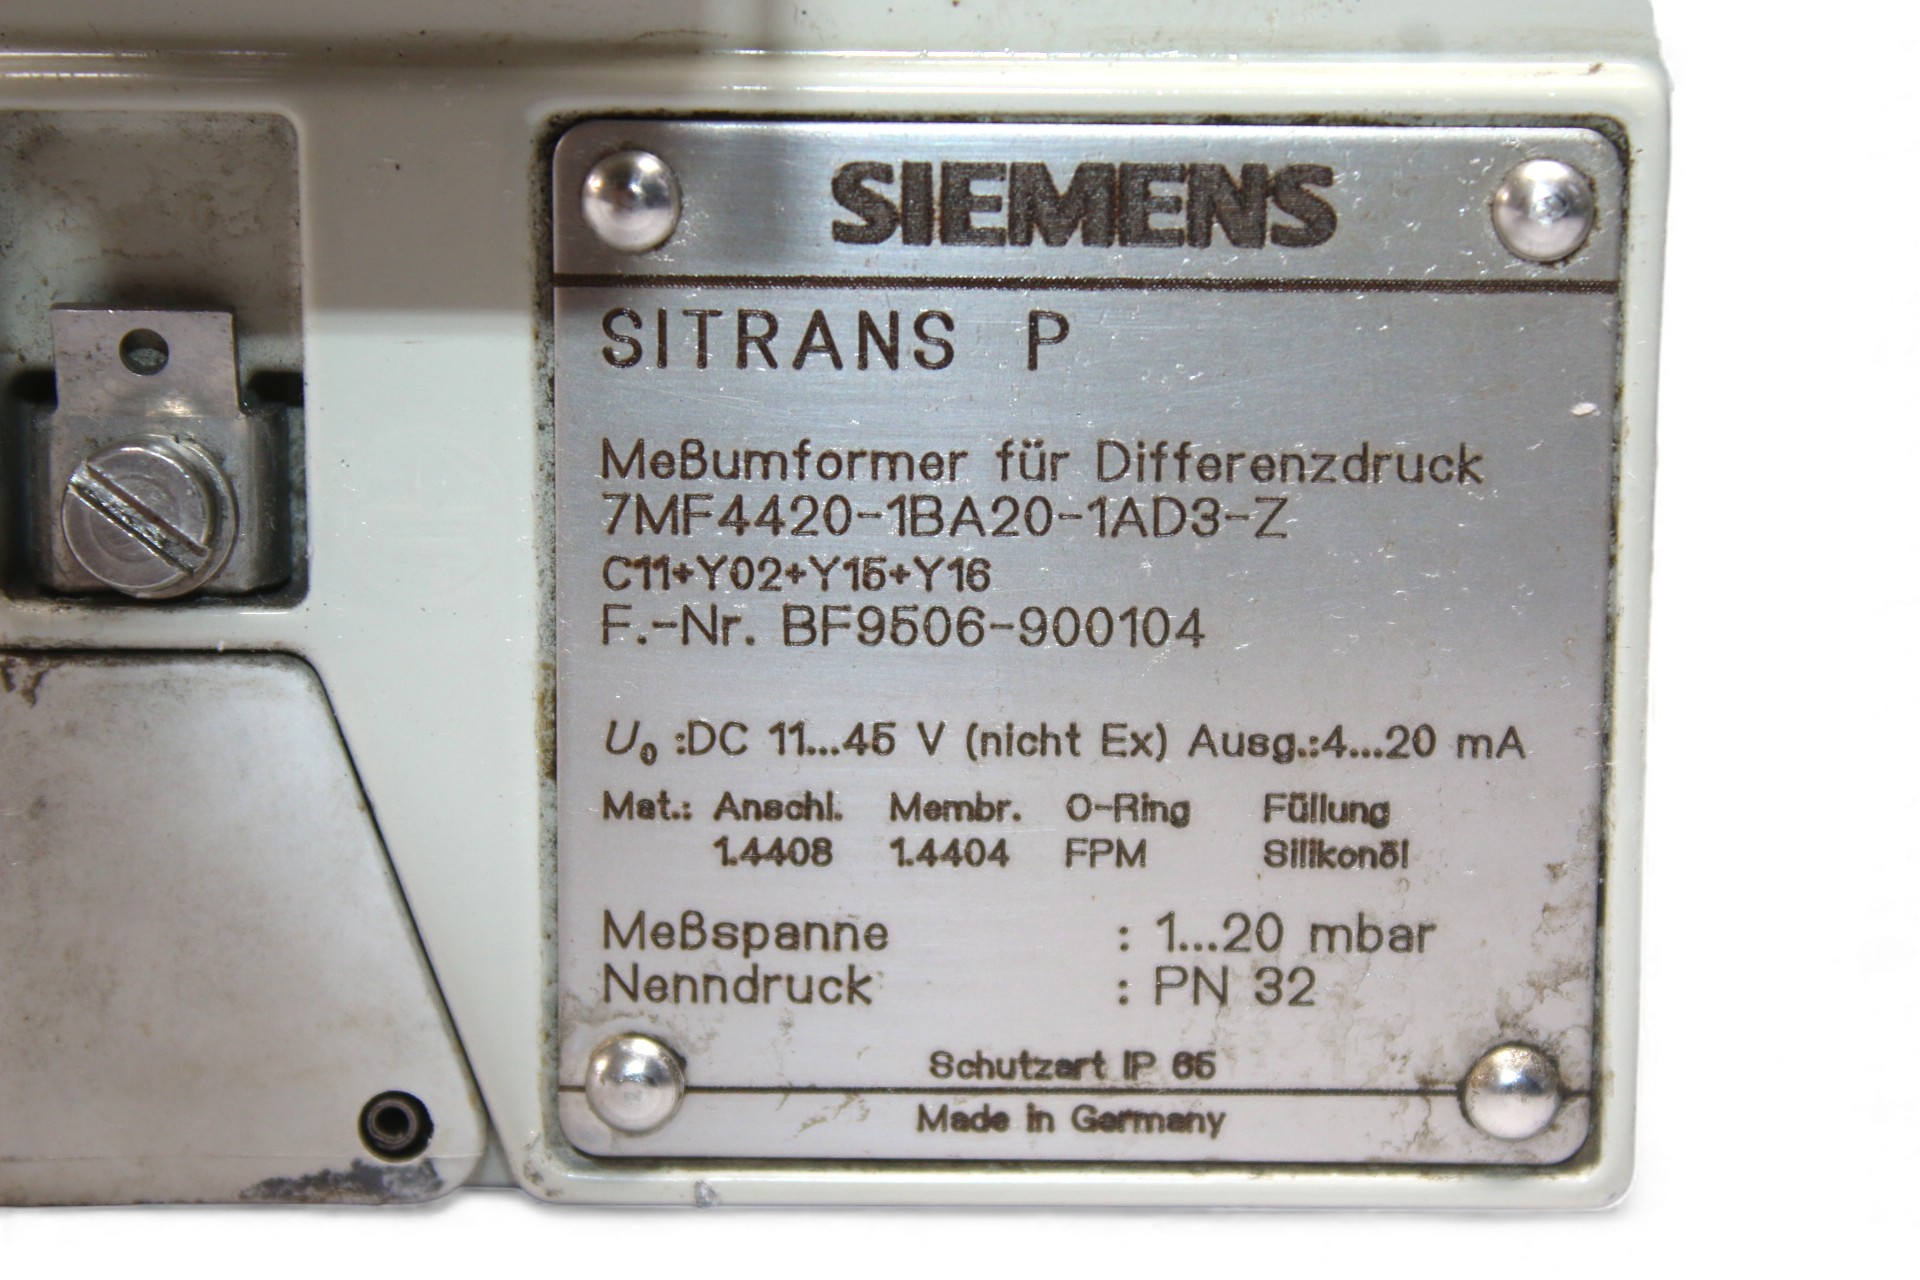 SIEMENS
SITRANS P
Meßumformer für Differenzdruck
7MF4420-1BA20-1AD3-Z
C11+Y02+Y15+Y16
F.-Nr. BF9506-900104
U₀ :DC 11...45 V (nicht Ex) Ausg.:4...20 mA
Mat.: Anschl. Membr. O-Ring Füllung
1.4408 1.4404 FPM Silikonöl
Meßspanne : 1...20 mbar
Nenndruck : PN 32
Schutzart IP 65
Made in Germany